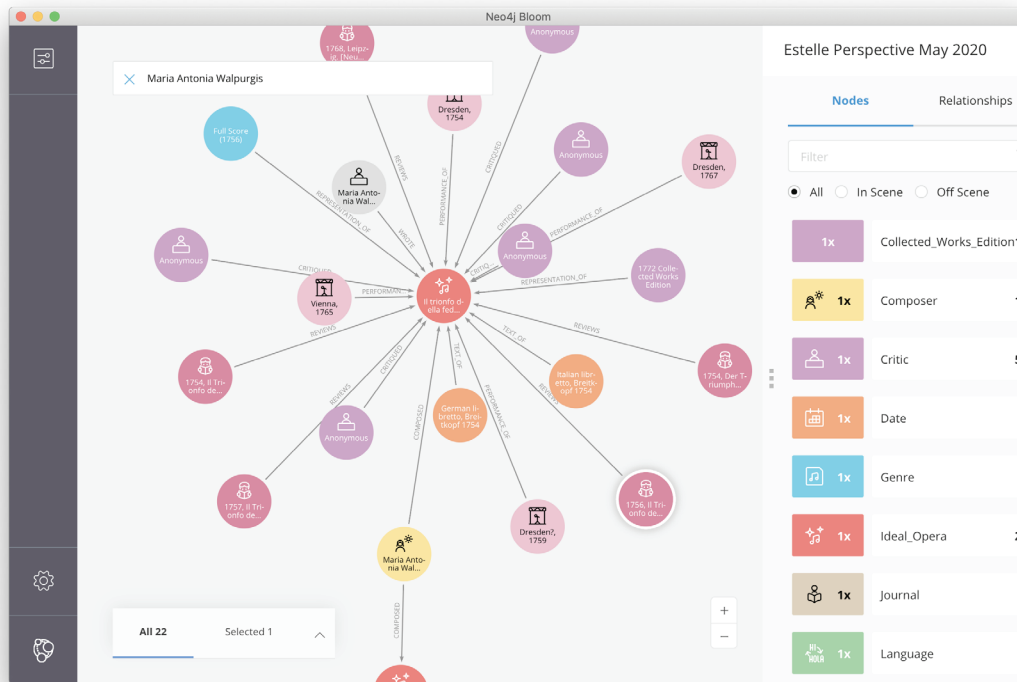 Neo4j Bloom
Maria Antonia Walpurgis
1768, Leipz-
ig, [Neu...
Anonymous
Dresden,
1754
Full Score
(1756)
Anonymous
Dresden,
1767
Maria Anto-
nia Wal...
REVIEWS
PERFORMANCE_OF
CRITIQUED
REPRESENTATION_OF
WROTE
CRITIQUED
PERFORMANCE_OF
Anonymous
Anonymous
CRITIQUED
CRITIQ...
REPRESENTATION_OF
1772 Colle-
cted Works
Edition
Vienna,
1765
PERFORMAN...
Il trionfo d-
ella fed...
REVIEWS
TEXT_OF
REVIEWS
1754, Il Tri-
onfo de...
CRITIQUED
TEXT_OF
Italian libr-
etto, Breitk-
opf 1754
1754, Der T-
riumph...
REVIEWS
PERFORMANCE_OF
REVIEWS
German li-
bretto, Brei-
tkopf 1754
Anonymous
COMPOSED
1757, Il Tri-
onfo de...
Dresden?,
1759
1756, Il Tri-
onfo de...
Maria Anto-
nia Wal...
COMPOSED
All 22 Selected 1
+
−
Estelle Perspective May 2020
Nodes Relationships
Filter
All In Scene Off Scene
1x Collected_Works_Edition
1x Composer
1x Critic 5
1x Date
1x Genre
1x Ideal_Opera
1x Journal
HI HOLA 1x Language